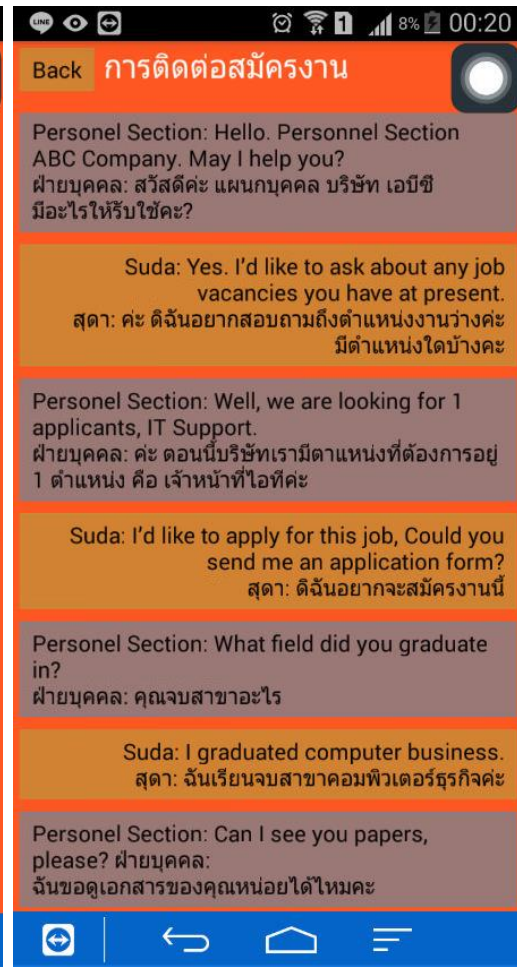 LINE
1
8%
00:20
Back
การติดต่อสมัครงาน
Personel Section: Hello. Personnel Section
ABC Company. May I help you?
ฝ่ายบุคคล: สวัสดีค่ะ แผนกบุคคล บริษัท เอบีซี
มีอะไรให้รับใช้คะ?
Suda: Yes. I'd like to ask about any job
vacancies you have at present.
สุดา: ค่ะ ดิฉันอยากสอบถามถึงตำแหน่งงานว่างค่ะ
มีตำแหน่งใดบ้างคะ
Personel Section: Well, we are looking for 1
applicants, IT Support.
ฝ่ายบุคคล: ค่ะ ตอนนี้บริษัทเรามีตาแหน่งที่ต้องการอยู่
1 ตำแหน่ง คือ เจ้าหน้าที่ไอทีค่ะ
Suda: I'd like to apply for this job, Could you
send me an application form?
สุดา: ดิฉันอยากจะสมัครงานนี้
Personel Section: What field did you graduate
in?
ฝ่ายบุคคล: คุณจบสาขาอะไร
Suda: I graduated computer business.
สุดา: ฉันเรียนจบสาขาคอมพิวเตอร์ธุรกิจค่ะ
Personel Section: Can I see you papers,
please? ฝ่ายบุคคล:
ฉันขอดูเอกสารของคุณหน่อยได้ไหมคะ